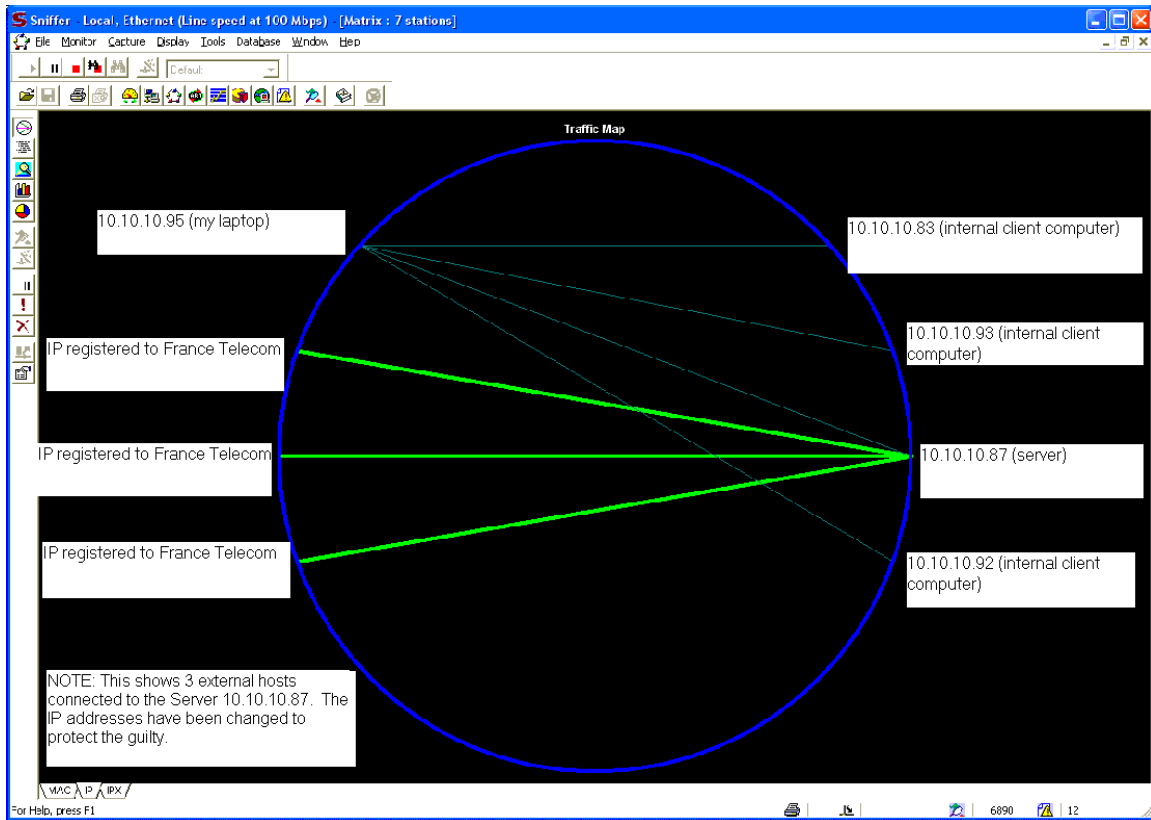 Sniffer - Local, Ethernet (Line speed at 100 Mbps) - [Matrix : 7 stations]
File Monitor Capture Display Tools Database Window Help
Default
Traffic Map
10.10.10.95 (my laptop)
10.10.10.83 (internal client computer)
10.10.10.93 (internal client
computer)
IP registered to France Telecom
IP registered to France Telecom
10.10.10.87 (server)
IP registered to France Telecom
10.10.10.92 (internal client
computer)
NOTE: This shows 3 external hosts
connected to the Server 10.10.10.87. The
IP addresses have been changed to
protect the guilty.
MAC IP IPX
For Help, press F1
6890 12